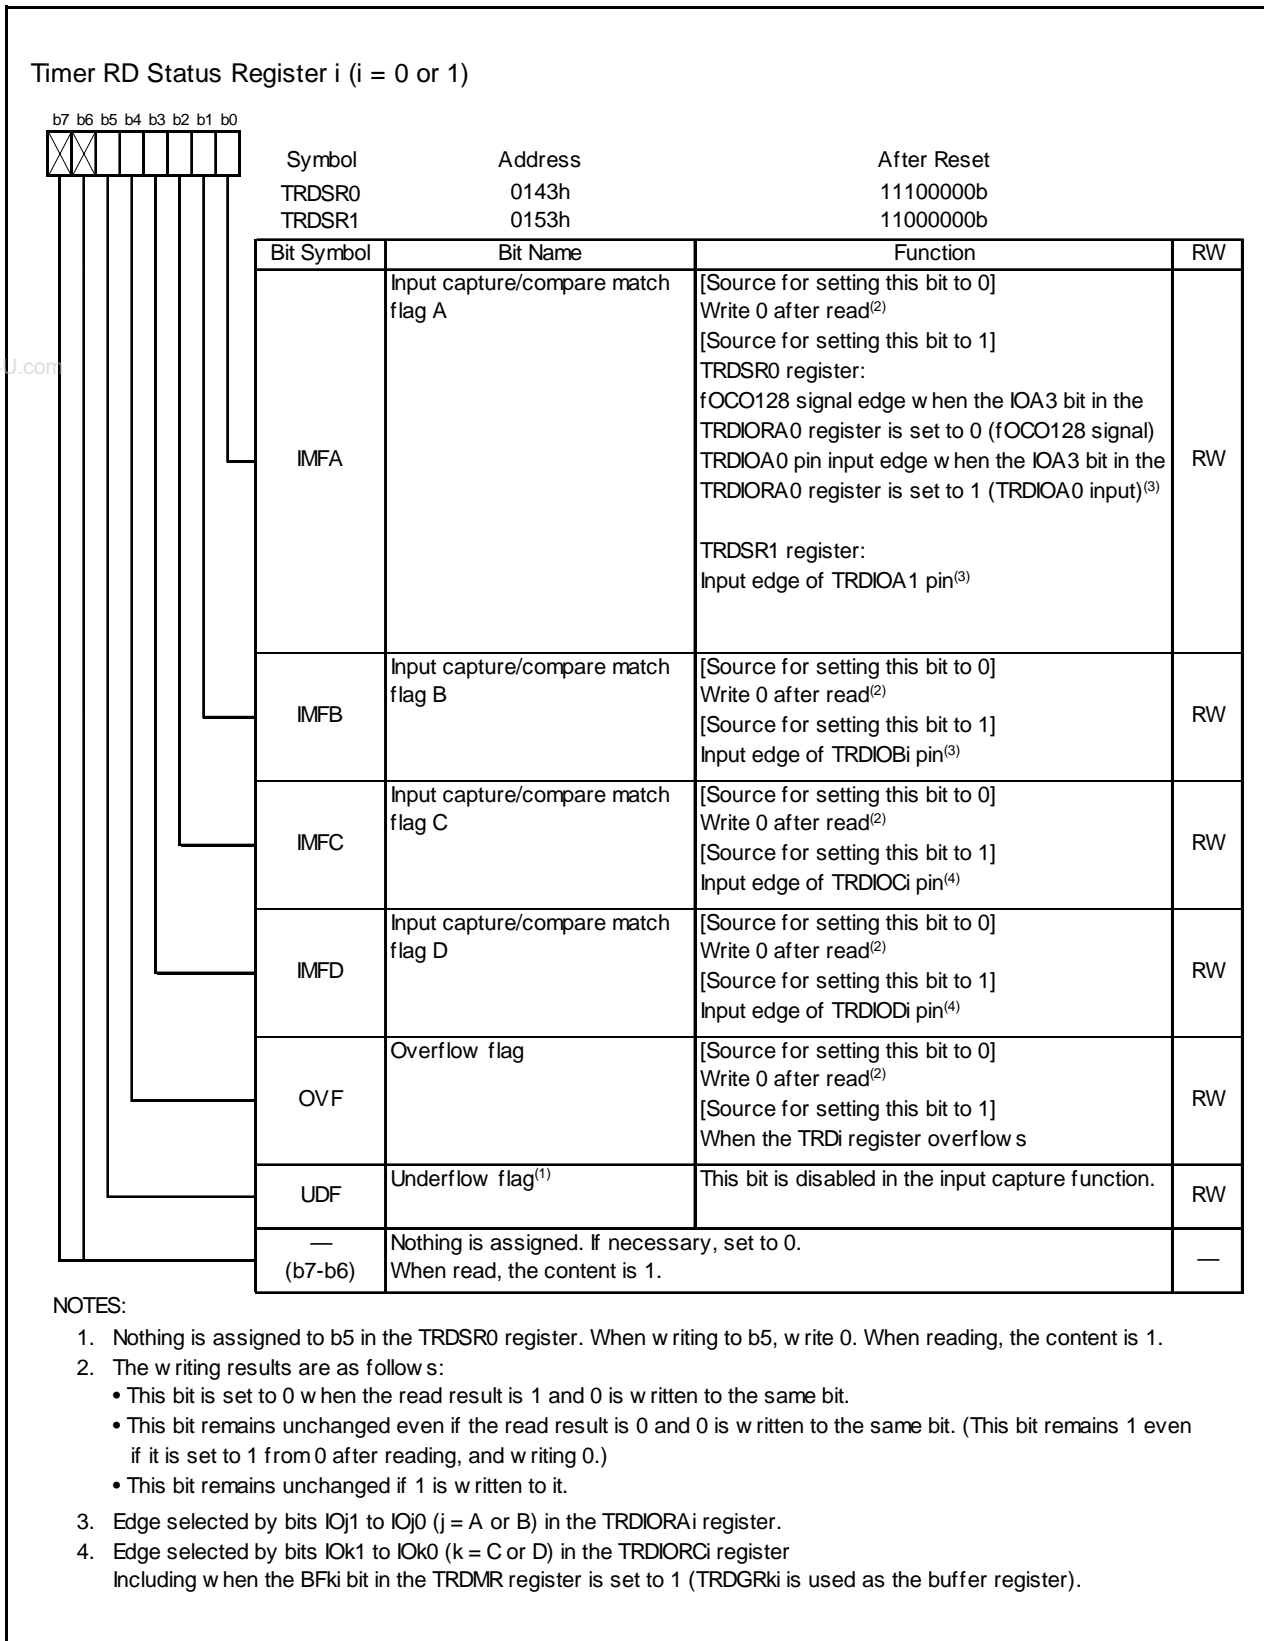 Timer RD Status Register i (i = 0 or 1)
b7 b6 b5 b4 b3 b2 b1 b0
Symbol Address After Reset
TRDSR0 0143h 11100000b
TRDSR1 0153h 11000000b
Bit Symbol Bit Name Function RW
IMFA
Input capture/compare match
flag A
[Source for setting this bit to 0]
Write 0 after read(2)
[Source for setting this bit to 1]
TRDSR0 register:
fOCO128 signal edge when the IOA3 bit in the
TRDIORA0 register is set to 0 (fOCO128 signal)
TRDIOA0 pin input edge when the IOA3 bit in the
TRDIORA0 register is set to 1 (TRDIOA0 input)(3)
TRDSR1 register:
Input edge of TRDIOA1 pin(3)
RW
IMFB
Input capture/compare match
flag B
[Source for setting this bit to 0]
Write 0 after read(2)
[Source for setting this bit to 1]
Input edge of TRDIOBi pin(3)
RW
IMFC
Input capture/compare match
flag C
[Source for setting this bit to 0]
Write 0 after read(2)
[Source for setting this bit to 1]
Input edge of TRDIOCi pin(4)
RW
IMFD
Input capture/compare match
flag D
[Source for setting this bit to 0]
Write 0 after read(2)
[Source for setting this bit to 1]
Input edge of TRDIODi pin(4)
RW
OVF
Overflow flag
[Source for setting this bit to 0]
Write 0 after read(2)
[Source for setting this bit to 1]
When the TRDi register overflows
RW
UDF
Underflow flag(1)
This bit is disabled in the input capture function.
RW
—
(b7-b6)
Nothing is assigned. If necessary, set to 0.
When read, the content is 1.
—
U.com
NOTES:
1. Nothing is assigned to b5 in the TRDSR0 register. When writing to b5, write 0. When reading, the content is 1.
2. The writing results are as follows:
• This bit is set to 0 when the read result is 1 and 0 is written to the same bit.
• This bit remains unchanged even if the read result is 0 and 0 is written to the same bit. (This bit remains 1 even
if it is set to 1 from 0 after reading, and writing 0.)
• This bit remains unchanged if 1 is written to it.
3. Edge selected by bits IOj1 to IOj0 (j = A or B) in the TRDIORAi register.
4. Edge selected by bits IOk1 to IOk0 (k = C or D) in the TRDIORCi register
Including when the BFki bit in the TRDMR register is set to 1 (TRDGRki is used as the buffer register).